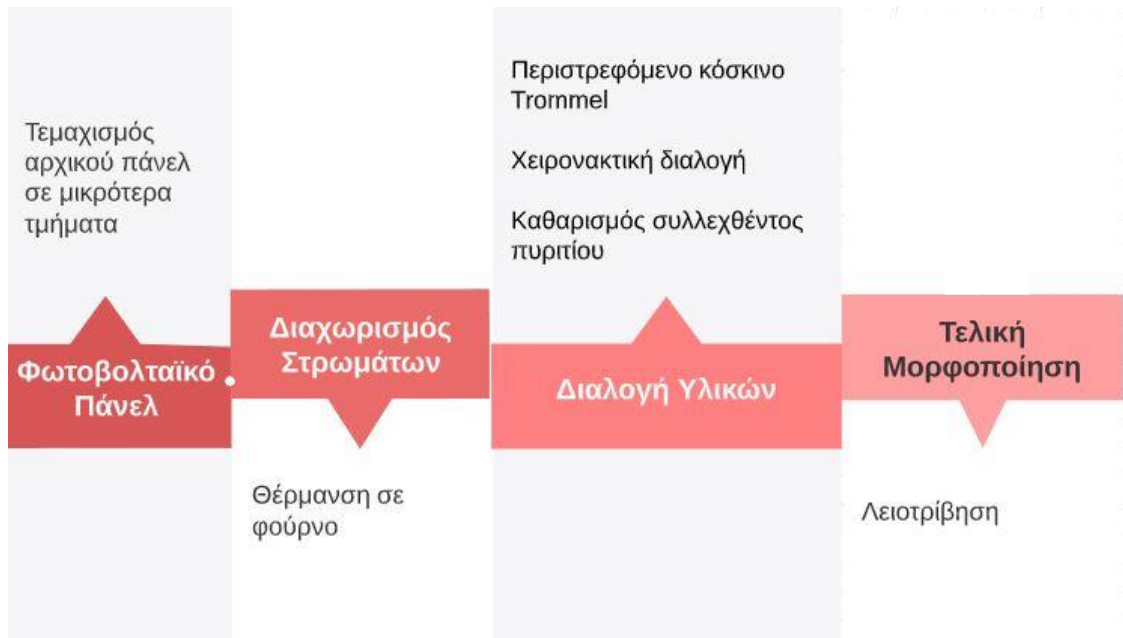 Τεμαχισμός
αρχικού πάνελ
σε μικρότερα
τμήματα
Φωτοβολταϊκό
Πάνελ
Διαχωρισμός
Στρωμάτων
Θέρμανση σε
φούρνο
Περιστρεφόμενο κόσκινο
Trommel
Χειρονακτική διαλογή
Καθαρισμός συλλεχθέντος
πυριτίου
Διαλογή Υλικών
Τελική
Μορφοποίηση
Λειοτρίβηση